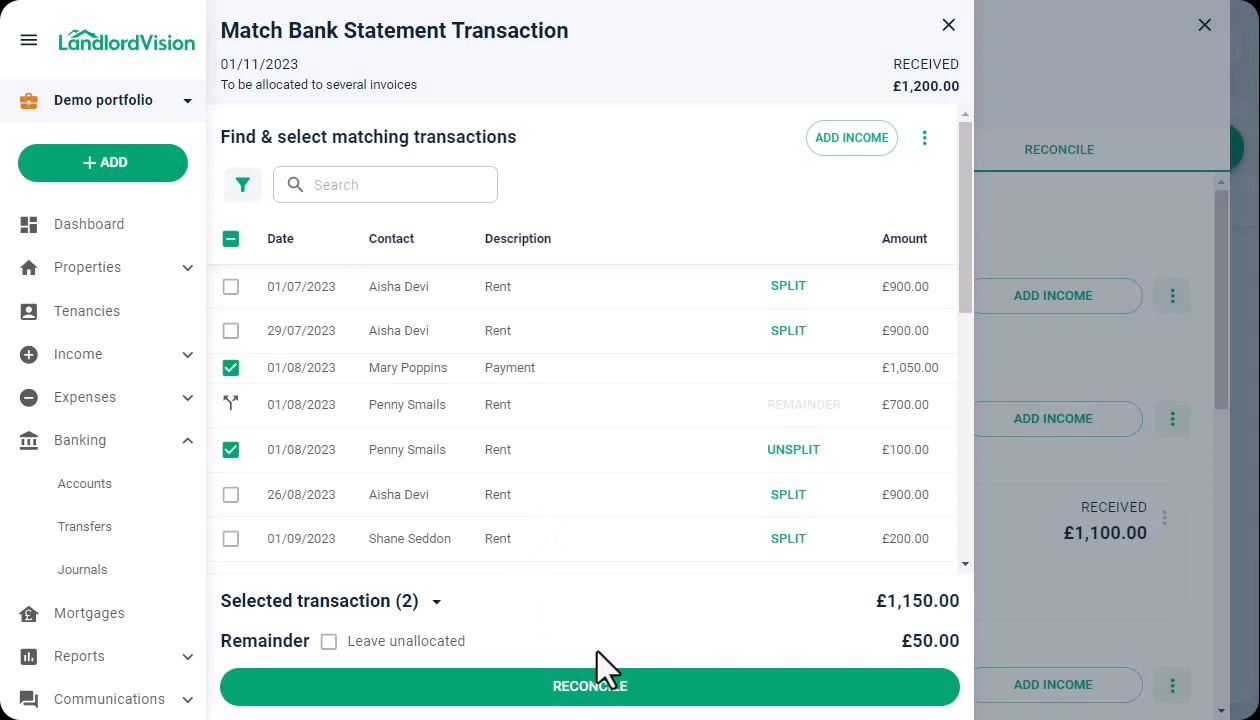 LandlordVision
Demo portfolio
+ ADD
Dashboard
Properties
Tenancies
Income
Expenses
Banking
Accounts
Transfers
Journals
Mortgages
Reports
Communications
Match Bank Statement Transaction
01/11/2023 RECEIVED
To be allocated to several invoices £1,200.00
Find & select matching transactions ADD INCOME
Search
Date Contact Description Amount
01/07/2023 Aisha Devi Rent SPLIT £900.00
29/07/2023 Aisha Devi Rent SPLIT £900.00
01/08/2023 Mary Poppins Payment £1,050.00
01/08/2023 Penny Smails Rent REMAINDER £700.00
01/08/2023 Penny Smails Rent UNSPLIT £100.00
26/08/2023 Aisha Devi Rent SPLIT £900.00
01/09/2023 Shane Seddon Rent SPLIT £200.00
Selected transaction (2) £1,150.00
Remainder Leave unallocated £50.00
RECONCILE
RECONCILE
ADD INCOME
ADD INCOME
RECEIVED
£1,100.00
ADD INCOME